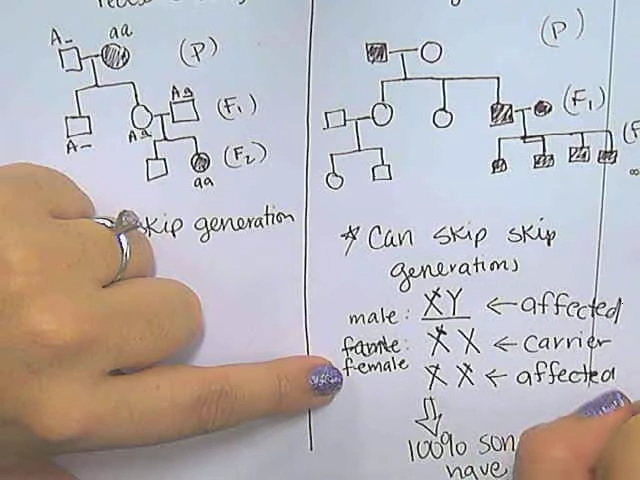 A_
aa
(P)
Aa
(F₁)
A_
Aa
(F₂)
aa
skip generation
(P)
(F₁)
(F
* Can skip skip
generations
male: XY ← affected
female: X X ← carrier
X X ← affected
100% son
have